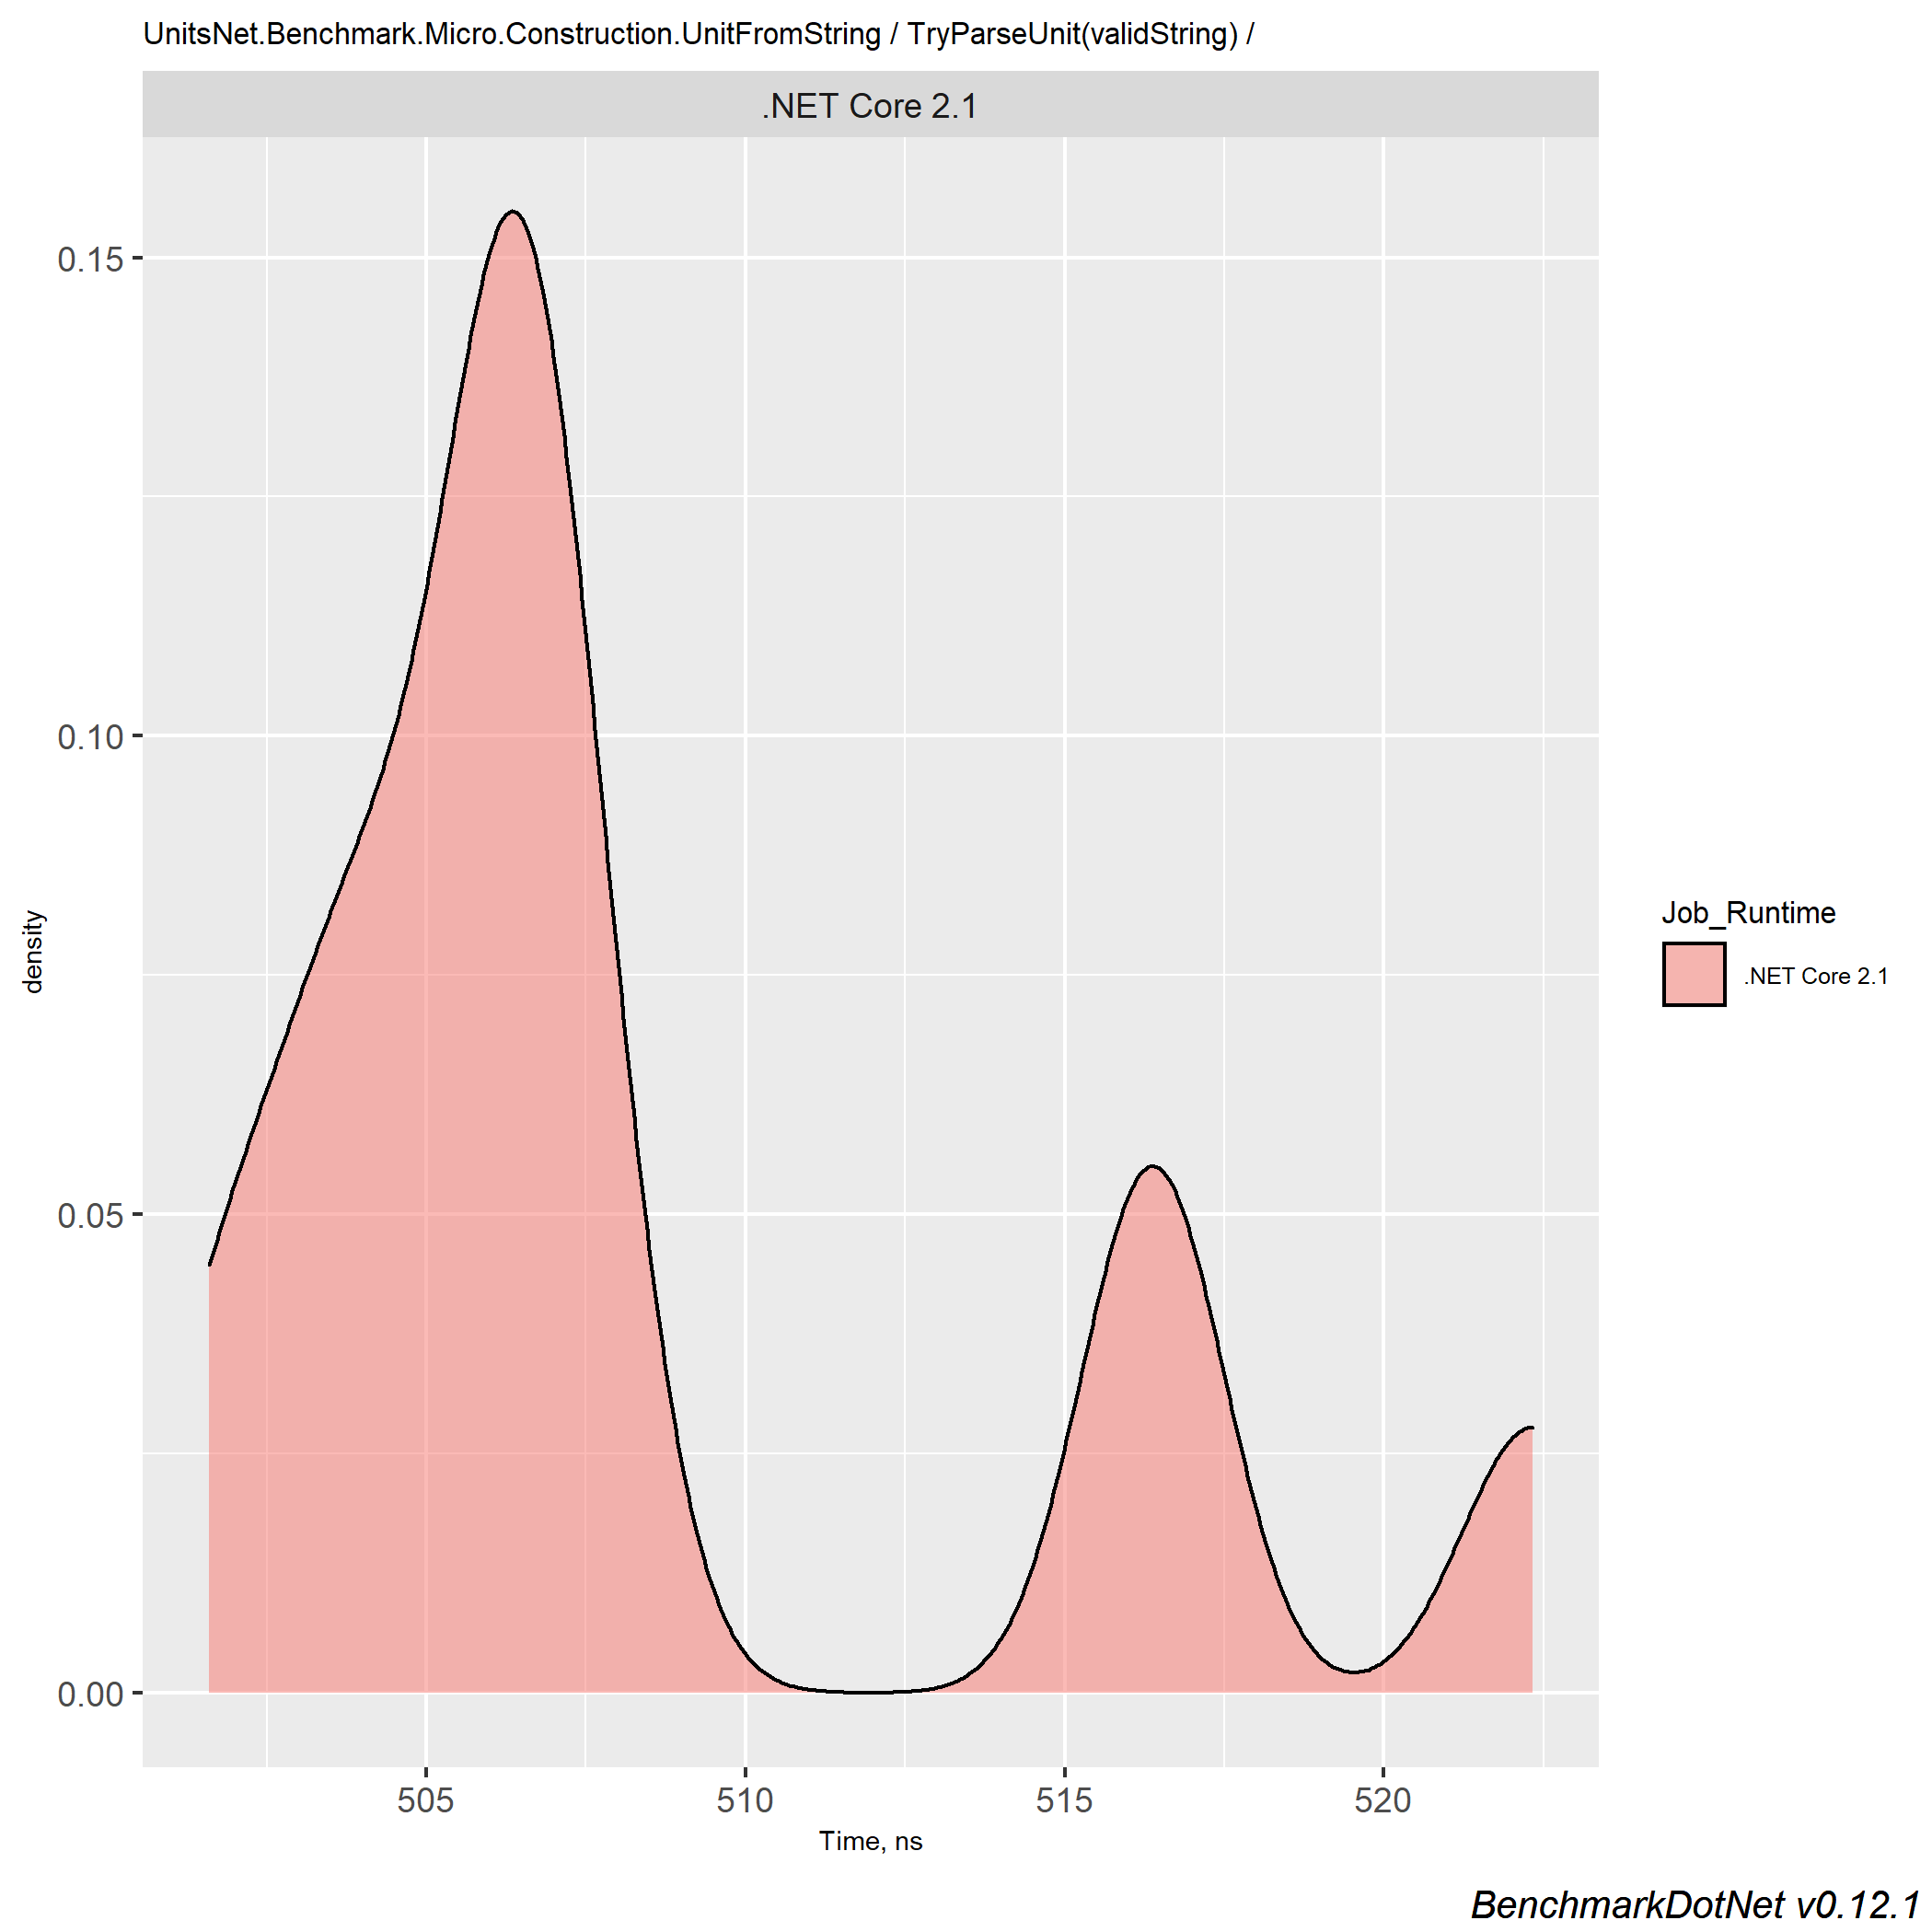 UnitsNet.Benchmark.Micro.Construction.UnitFromString / TryParseUnit(validString) /
.NET Core 2.1
0.15
0.10
0.05
0.00
density
505
510
515
520
Time, ns
Job_Runtime
.NET Core 2.1
BenchmarkDotNet v0.12.1